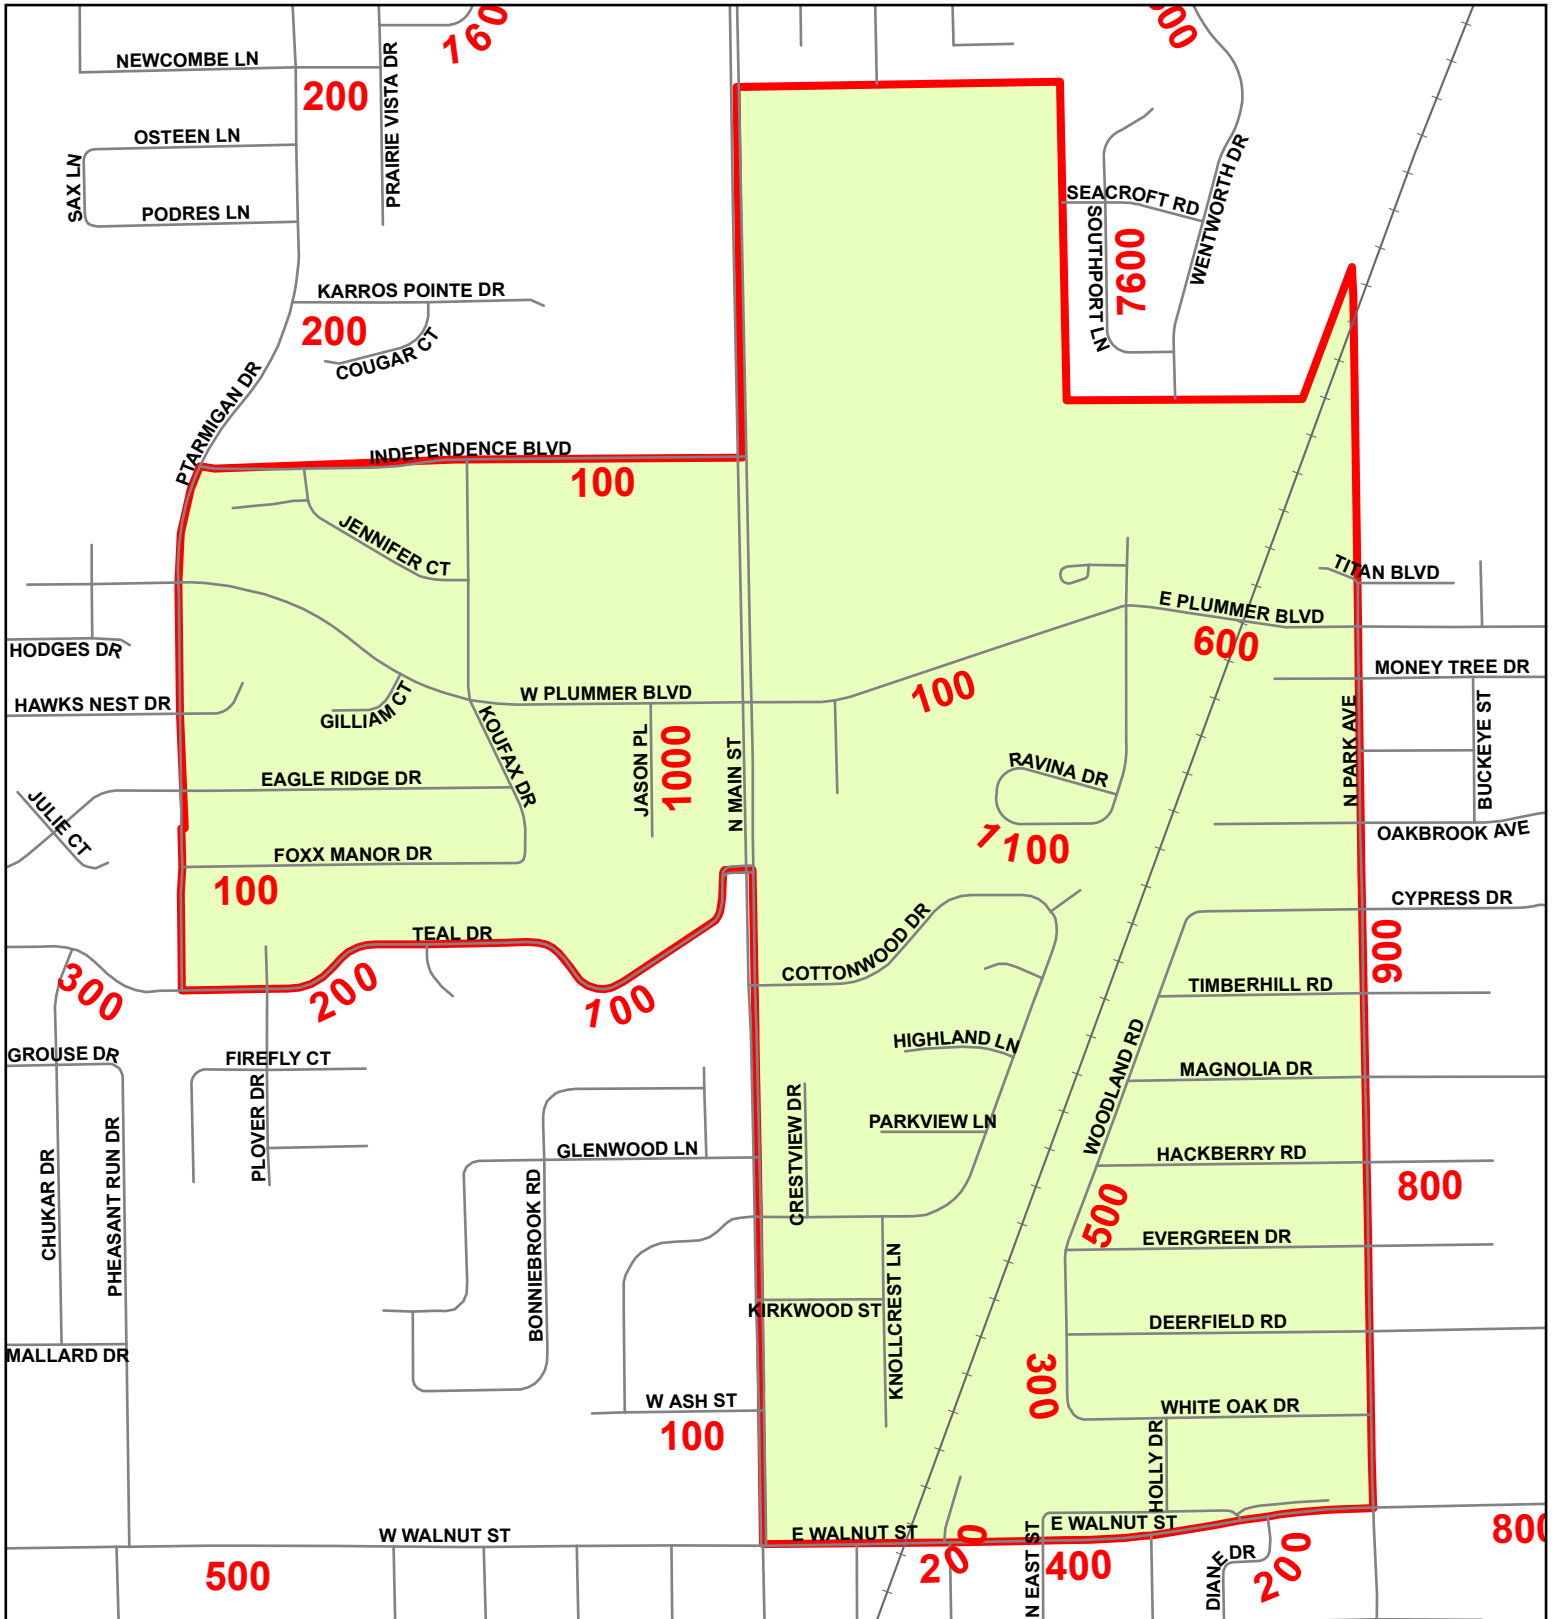 160
000
NEWCOMBE LN
PRAIRIE VISTA DR
200
OSTEEN LN
SAX LN
PODRES LN
SEACROFT RD
SOUTHPORT LN
7600
WENTWORTH DR
KARROS POINTE DR
200
COUGAR CT
PTARMIGAN DR
INDEPENDENCE BLVD
100
JENNIFER CT
TITAN BLVD
E PLUMMER BLVD
600
HODGES DR
MONEY TREE DR
HAWKS NEST DR
GILLIAM CT
W PLUMMER BLVD
100
KOUFAX DR
JASON PL
1000
N MAIN ST
N PARK AVE
BUCKEYE ST
RAVINA DR
EAGLE RIDGE DR
JULIE CT
OAKBROOK AVE
1100
FOXX MANOR DR
100
CYPRESS DR
TEAL DR
COTTONWOOD DR
900
300
200
100
TIMBERHILL RD
WOODLAND RD
GROUSE DR
FIREFLY CT
HIGHLAND LN
MAGNOLIA DR
PLOVER DR
CRESTVIEW DR
PARKVIEW LN
GLENWOOD LN
HACKBERRY RD
800
CHUKAR DR
PHEASANT RUN DR
BONNIEBROOK RD
500
EVERGREEN DR
KIRKWOOD ST
KNOLLCREST LN
DEERFIELD RD
MALLARD DR
300
W ASH ST
100
WHITE OAK DR
HOLLY DR
W WALNUT ST
E WALNUT ST
E WALNUT ST
800
500
200
N EAST ST
400
DIANE DR
200